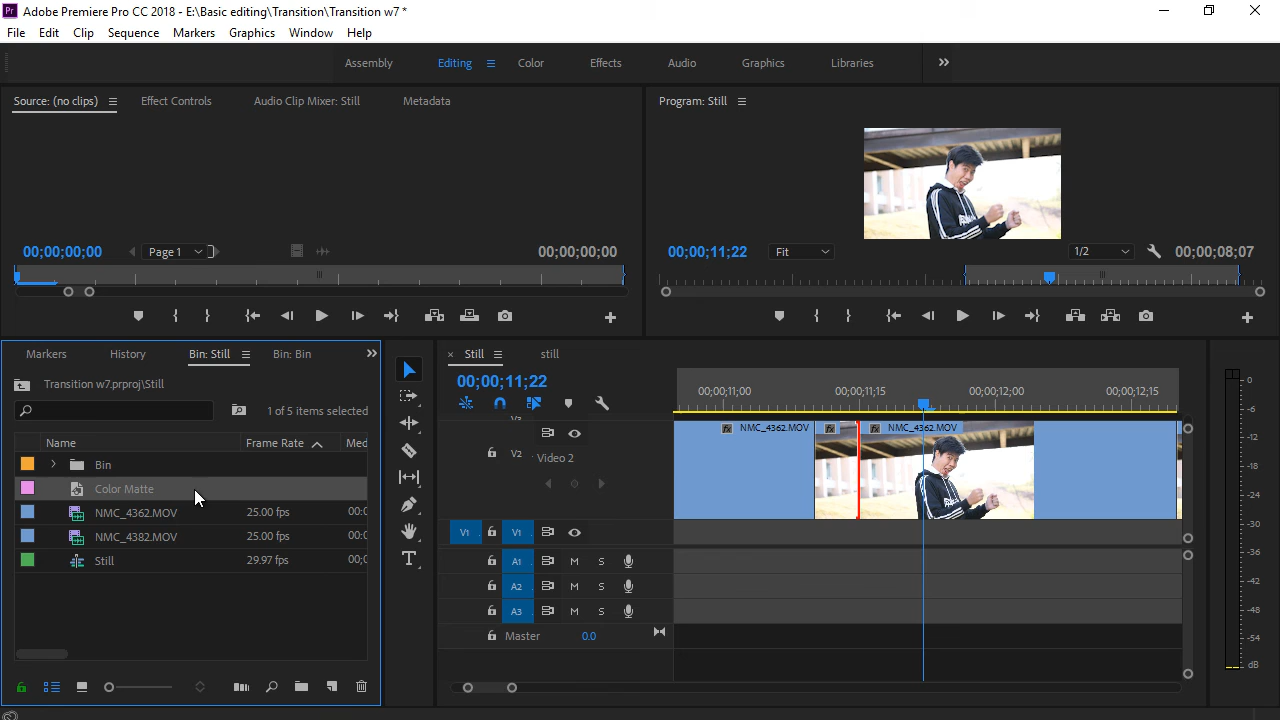 Pr Adobe Premiere Pro CC 2018 - E:\Basic editing\Transition\Transition w7 *
File Edit Clip Sequence Markers Graphics Window Help
Assembly Editing Color Effects Audio Graphics Libraries
Source: (no clips) Effect Controls Audio Clip Mixer: Still Metadata
Program: Still
00;00;00;00 Page 1 00;00;00;00
00;00;11;22 Fit 1/2 00;00;08;07
Markers History Bin: Still Bin: Bin
Transition w7.prproj\Still
1 of 5 items selected
Name Frame Rate Med
Bin
Color Matte
NMC_4362.MOV 25.00 fps 00:0
NMC_4382.MOV 25.00 fps 00:0
Still 29.97 fps 00;0
× Still still
00;00;11;22
00;00;11;00 00;00;11;15 00;00;12;00 00;00;12;15
fx NMC_4362.MOV fx fx NMC_4362.MOV
V2 Video 2
V1 V1
A1 M S
A2 M S
A3 M S
Master 0.0
0
-6
-12
-18
-24
-30
-36
-42
-48
-54
dB